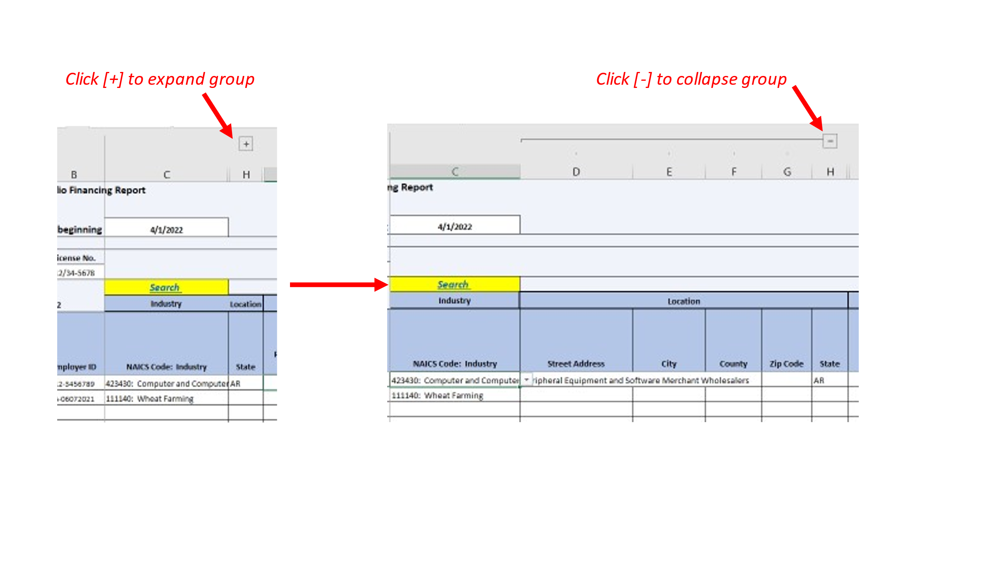 Click [+] to expand group
Click [-] to collapse group
+
B C H
lio Financing Report
beginning 4/1/2022
icense No.
2/34-5678
Search
2 Industry Location
mployer ID NAICS Code: Industry State
2-3456789 423430: Computer and Computer AR
-06072021 111140: Wheat Farming
-
C D E F G H
ng Report
4/1/2022
Search
Industry Location
NAICS Code: Industry Street Address City County Zip Code State
423430: Computer and Computer ripheral Equipment and Software Merchant Wholesalers AR
111140: Wheat Farming